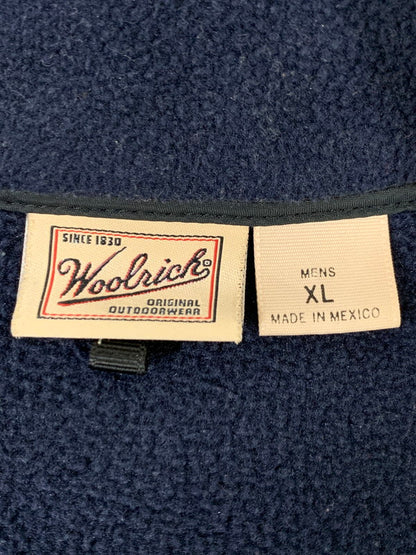 SINCE 1830
Woolrich®
ORIGINAL
OUTDOORWEAR
MENS
XL
MADE IN MEXICO